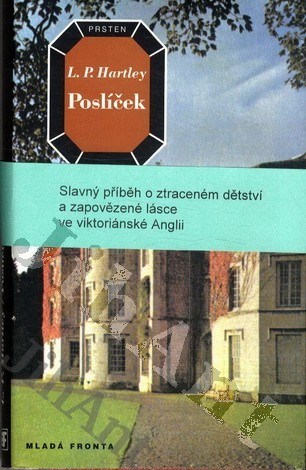 PRSTEN
L. P. Hartley
Poslíček
Slavný příběh o ztraceném dětství
a zapovězené lásce
ve viktoriánské Anglii
MLADÁ FRONTA